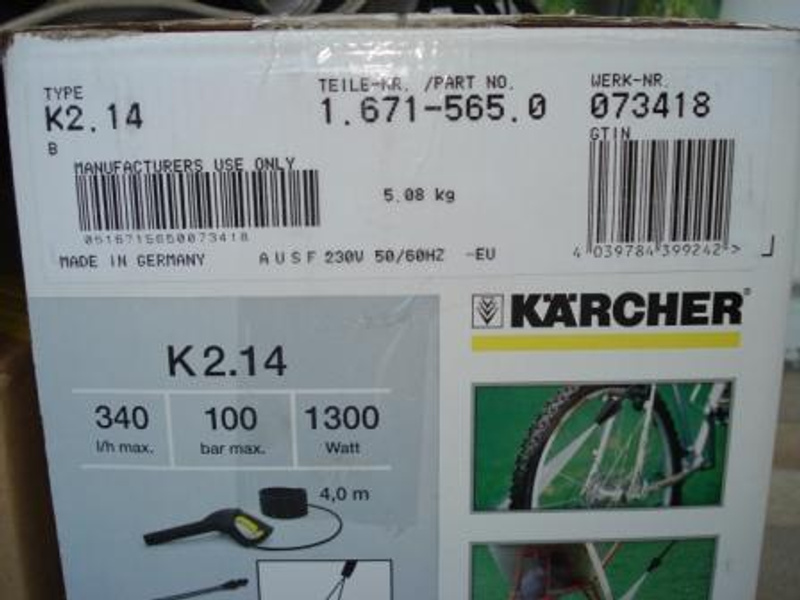 TYPE TEILE-NR. /PART NO. WERK-NR.
K2.14 1.671-565.0 073418
B GTIN
MANUFACTURERS USE ONLY
5.08 kg
0516715650073418
4 039784 399242 >
MADE IN GERMANY AUSF 230V 50/60HZ -EU
KÄRCHER®
K 2.14
340 100 1300
l/h max. bar max. Watt
4,0 m